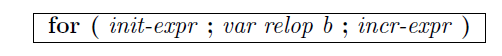 for ( init-expr ; var relop b ; incr-expr )